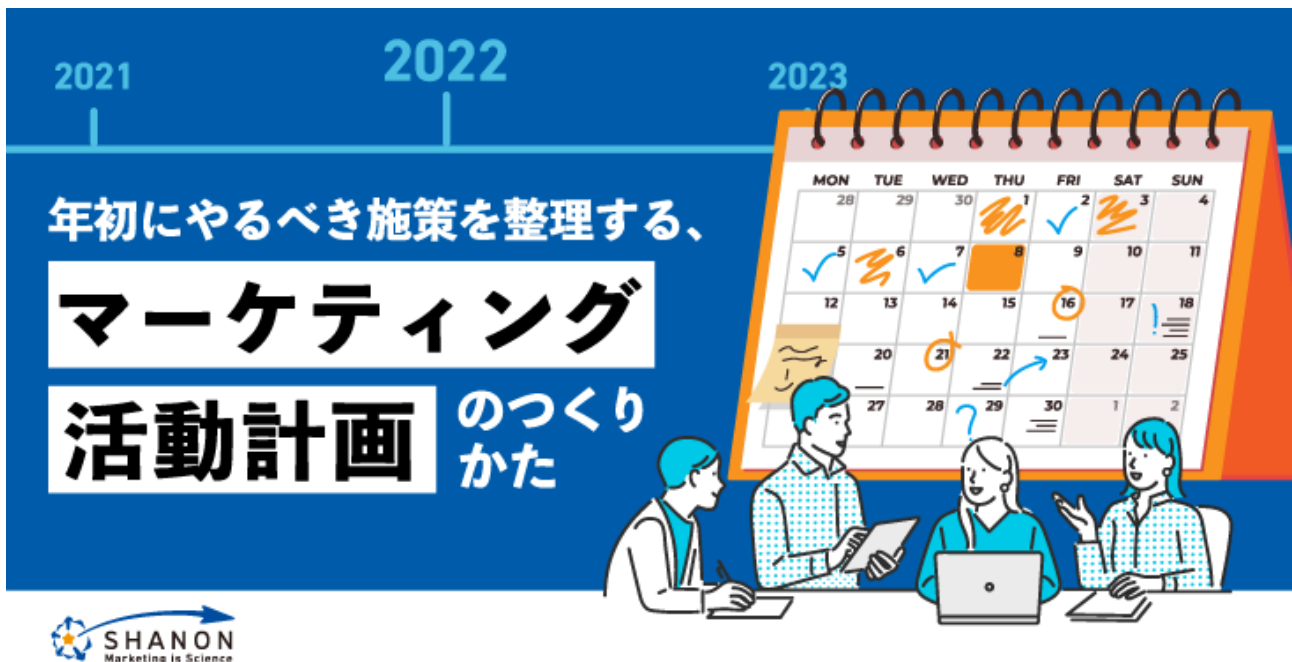 2021 2022 2023
年初にやるべき施策を整理する、
マーケティング
活動計画
のつくり
かた
MON TUE WED THU FRI SAT SUN
28 29 30 1 2 3 4
5 6 7 8 9 10 11
12 13 14 15 16 17 18
20 21 22 23 24 25
27 28 29 30 1 2
SHANON
Marketing is Science